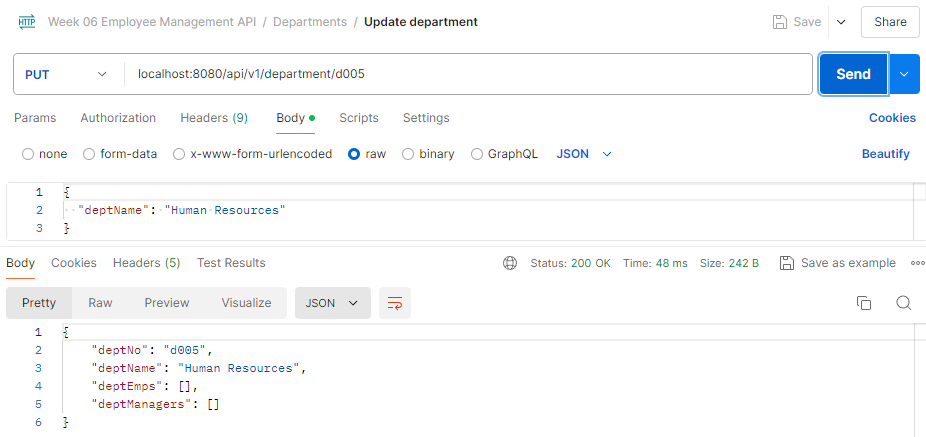 HTTP Week 06 Employee Management API / Departments / Update department Save Share
PUT localhost:8080/api/v1/department/d005 Send
Params Authorization Headers (9) Body Scripts Settings Cookies
none form-data x-www-form-urlencoded raw binary GraphQL JSON Beautify
1 {
2 "deptName": "Human Resources"
3 }
Body Cookies Headers (5) Test Results Status: 200 OK Time: 48 ms Size: 242 B Save as example
Pretty Raw Preview Visualize JSON
1 {
2 "deptNo": "d005",
3 "deptName": "Human Resources",
4 "deptEmps": [],
5 "deptManagers": []
6 }